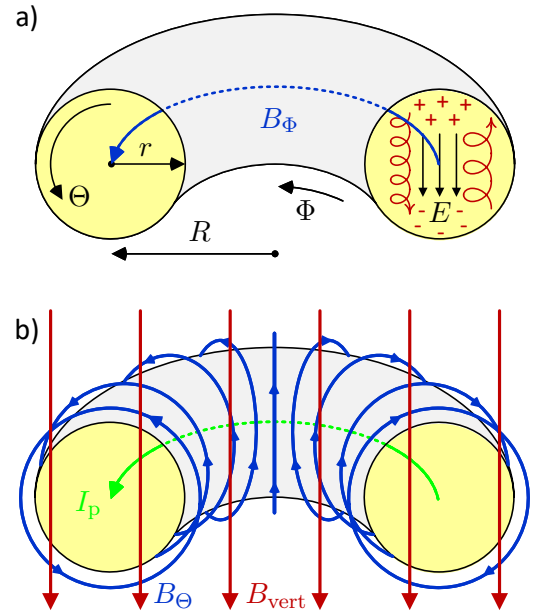 a)
B_Φ
+ + +
+ +
r
Θ
E
- -
- - -
Φ
R
b)
I_p
B_Θ
B_vert